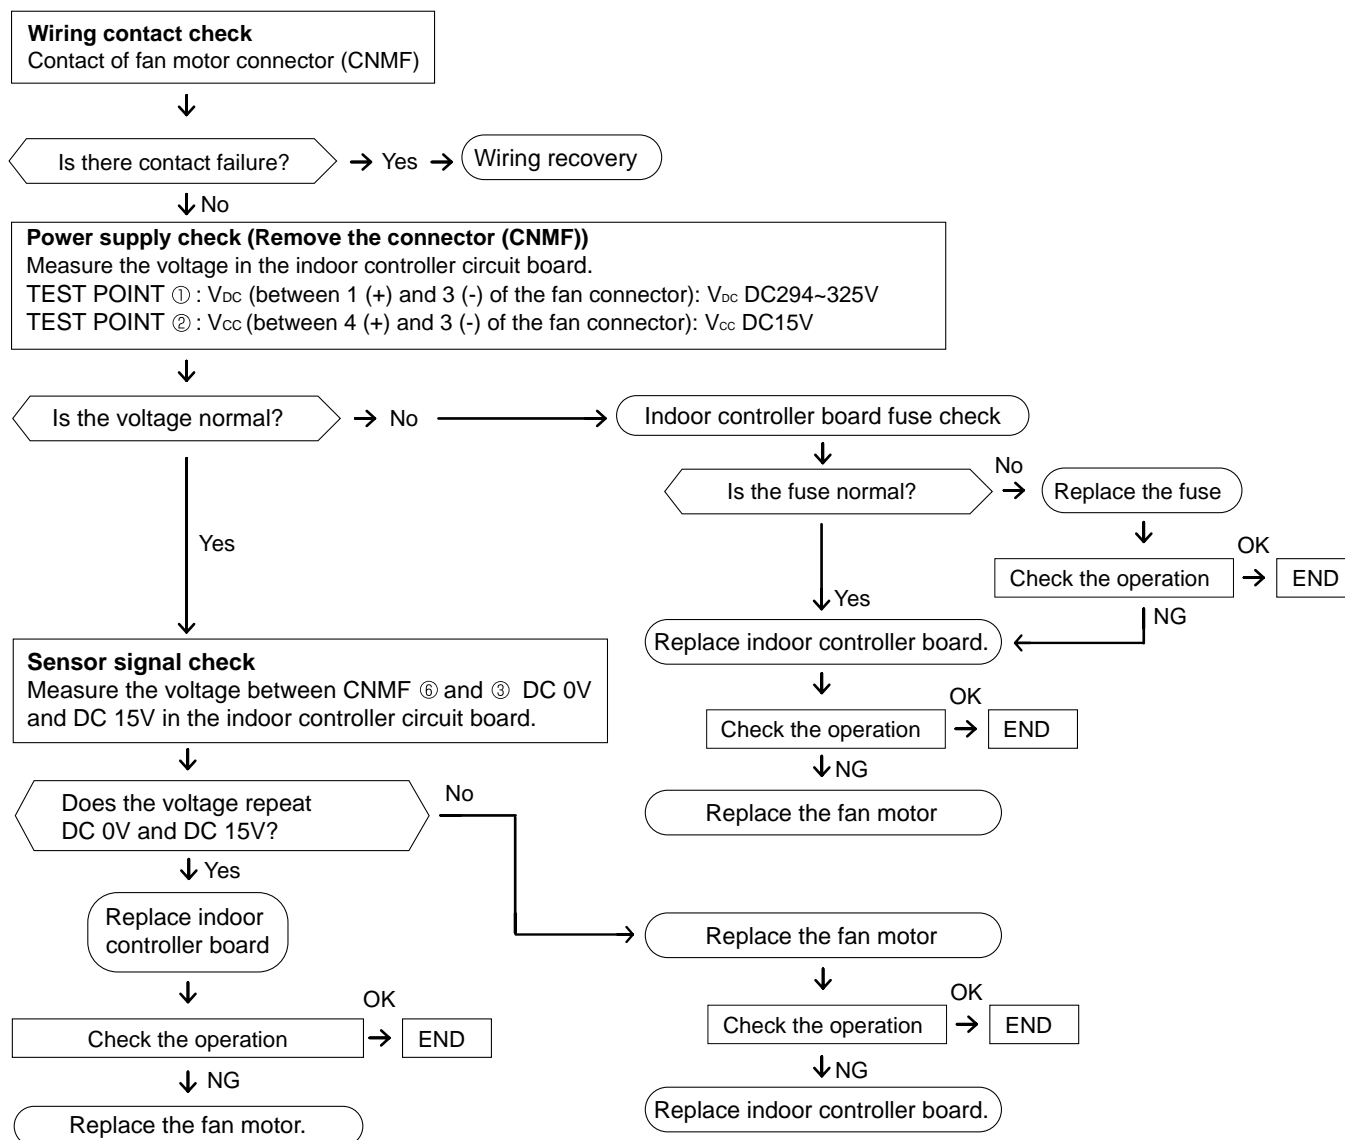 Wiring contact check
Contact of fan motor connector (CNMF)
Is there contact failure?
Yes
Wiring recovery
No
Power supply check (Remove the connector (CNMF))
Measure the voltage in the indoor controller circuit board.
TEST POINT ① : VDC (between 1 (+) and 3 (-) of the fan connector): VDC DC294~325V
TEST POINT ② : VCC (between 4 (+) and 3 (-) of the fan connector): VCC DC15V
Is the voltage normal?
No
Indoor controller board fuse check
Is the fuse normal?
No
Replace the fuse
Yes
OK
Check the operation
END
Yes
NG
Replace indoor controller board.
Sensor signal check
Measure the voltage between CNMF ⑥ and ③ DC 0V
and DC 15V in the indoor controller circuit board.
OK
Check the operation
END
NG
Replace the fan motor
Does the voltage repeat
DC 0V and DC 15V?
No
Yes
Replace indoor
controller board
Replace the fan motor
OK
Check the operation
END
OK
Check the operation
END
NG
Replace the fan motor.
NG
Replace indoor controller board.